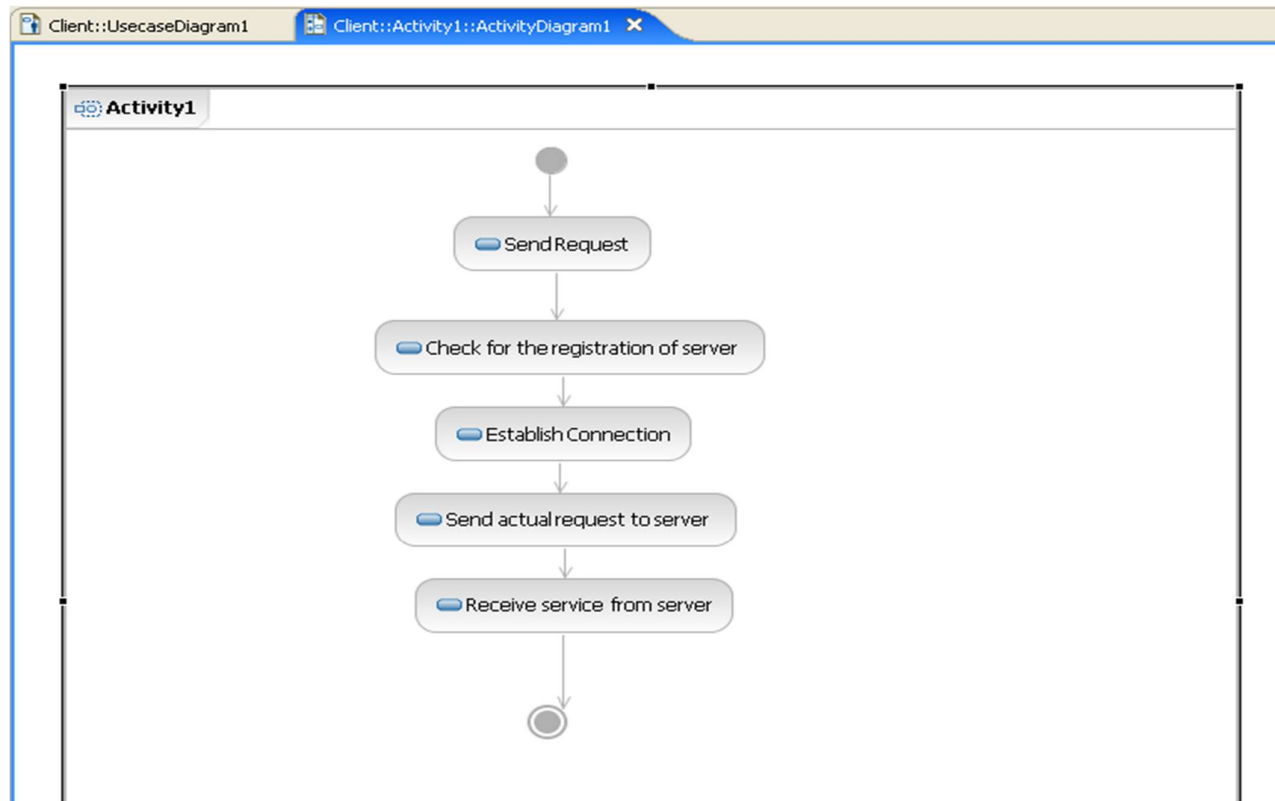 Client::UsecaseDiagram1
Client::Activity1::ActivityDiagram1
Activity1
Send Request
Check for the registration of server
Establish Connection
Send actual request to server
Receive service from server